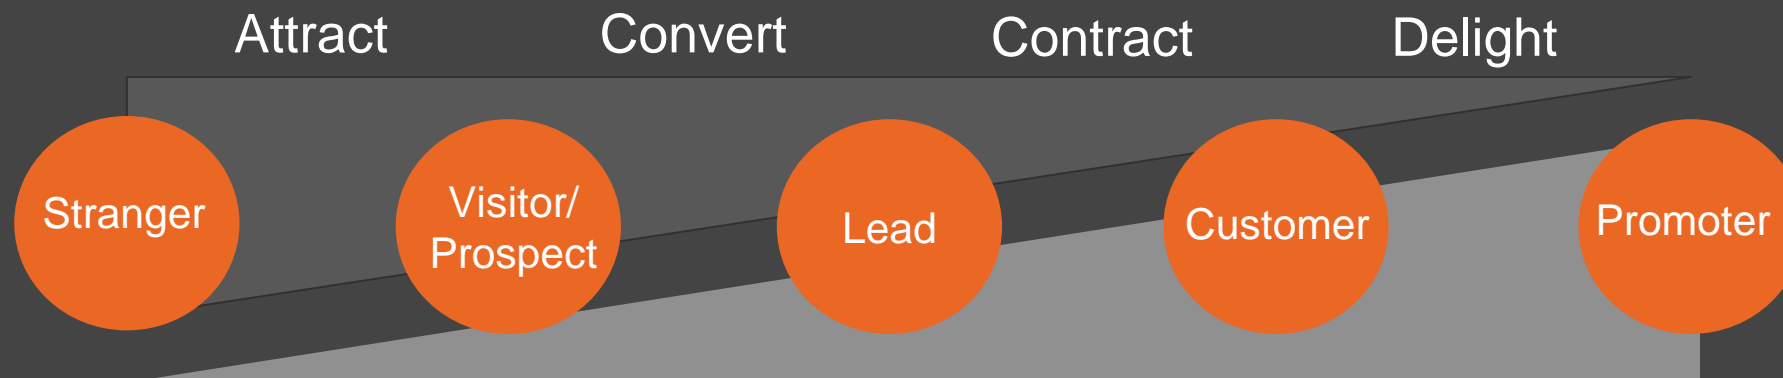 Attract
Convert
Contract
Delight
Stranger
Visitor/
Prospect
Lead
Customer
Promoter